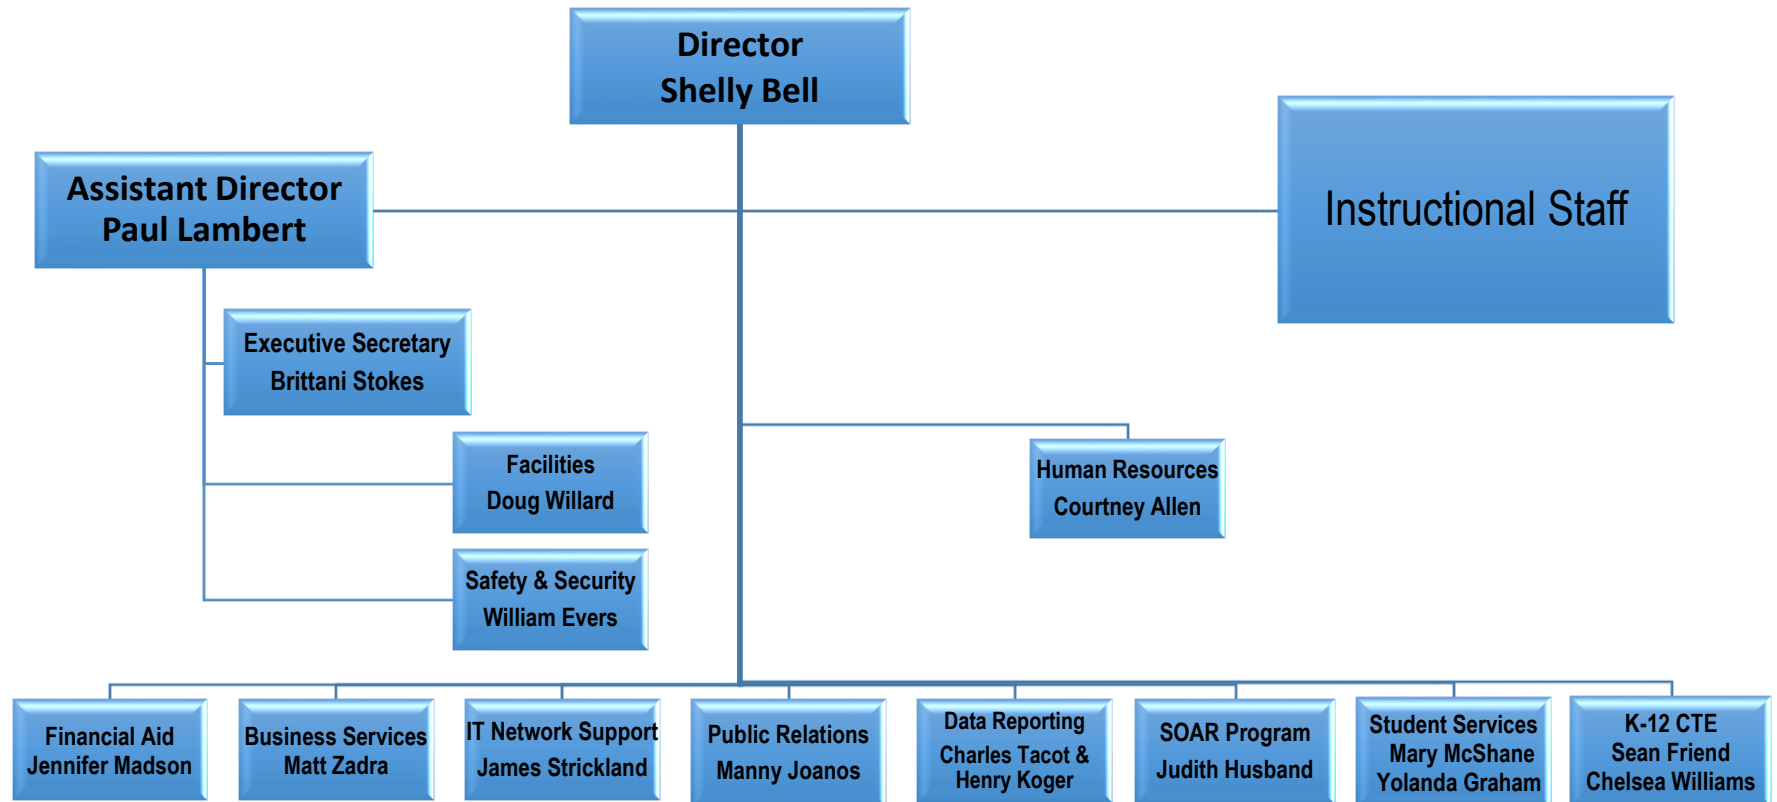 Director
Shelly Bell
Assistant Director
Paul Lambert
Instructional Staff
Executive Secretary
Brittani Stokes
Facilities
Doug Willard
Human Resources
Courtney Allen
Safety & Security
William Evers
Financial Aid
Jennifer Madson
Business Services
Matt Zadra
IT Network Support
James Strickland
Public Relations
Manny Joanos
Data Reporting
Charles Tacot &
Henry Koger
SOAR Program
Judith Husband
Student Services
Mary McShane
Yolanda Graham
K-12 CTE
Sean Friend
Chelsea Williams